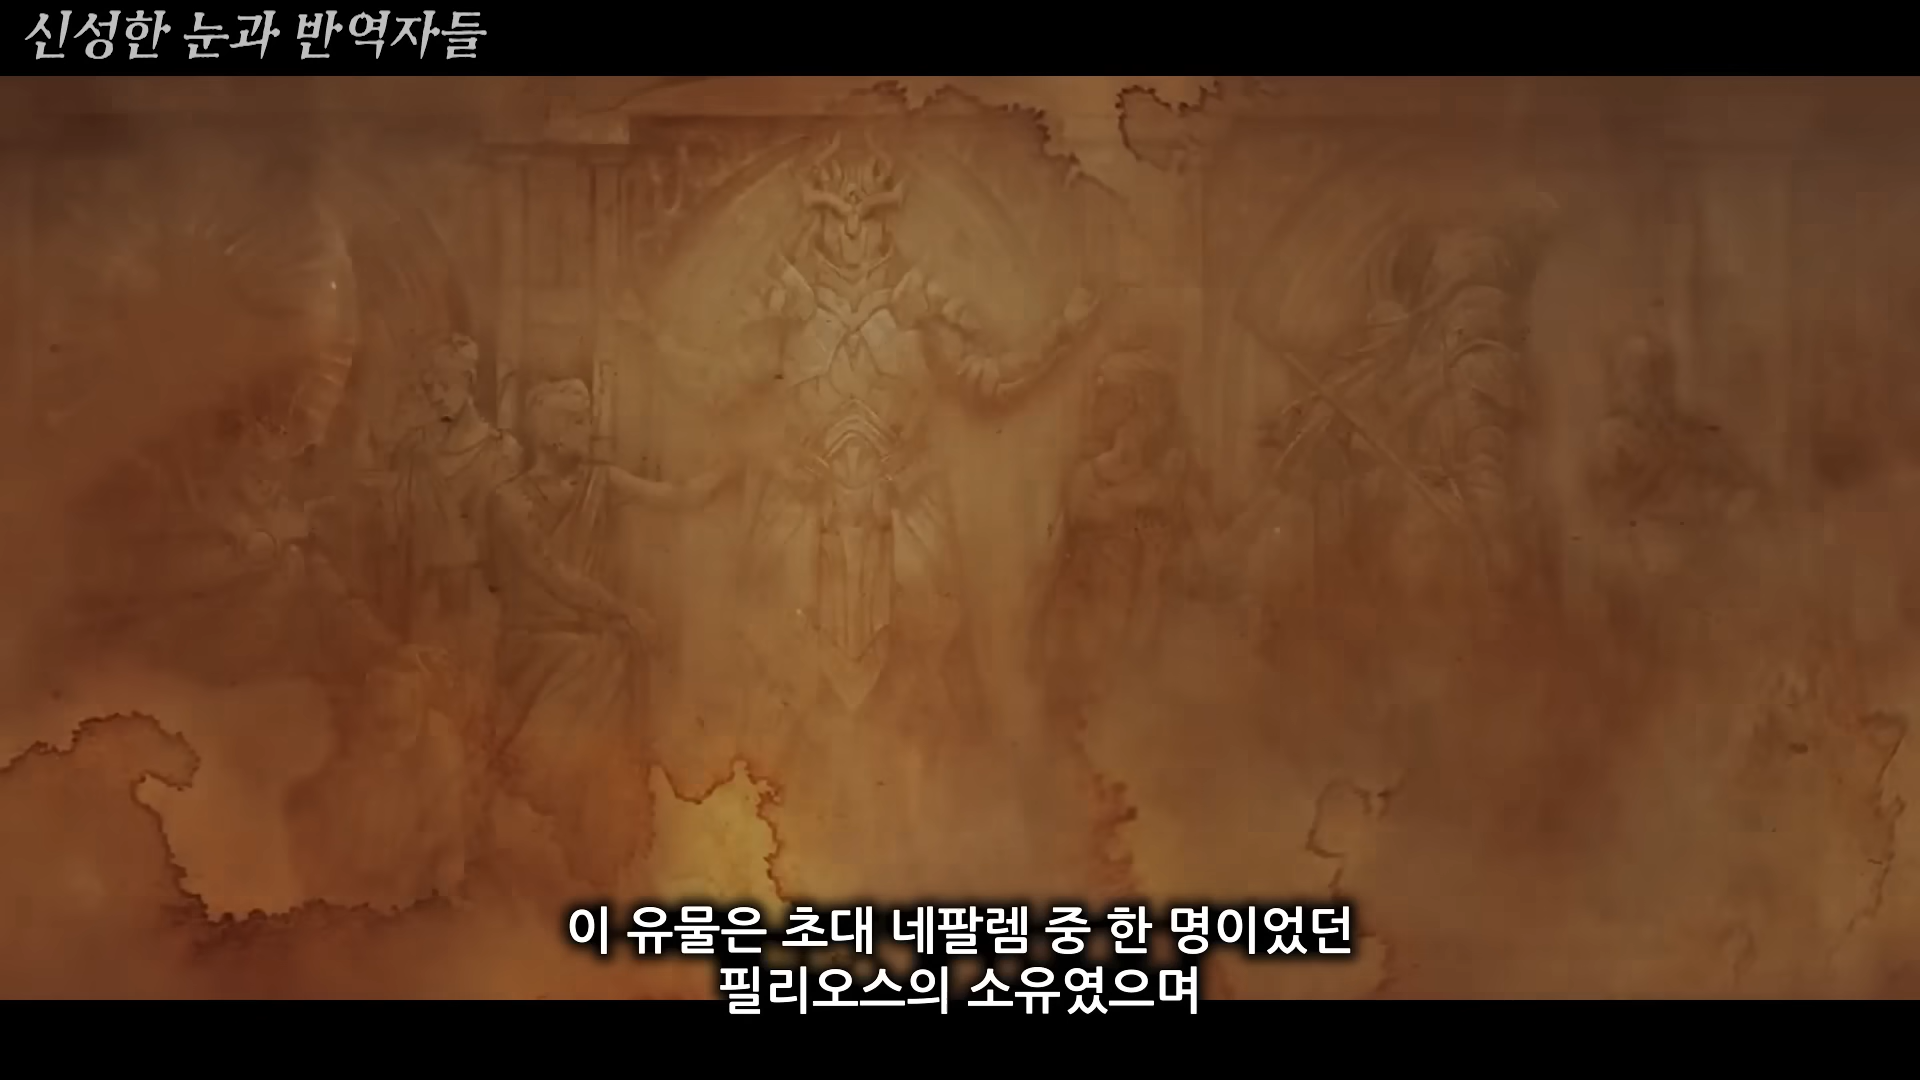 신성한 눈과 반역자들
이 유물은 초대 네팔렘 중 한 명이었던
필리오스의 소유였으며